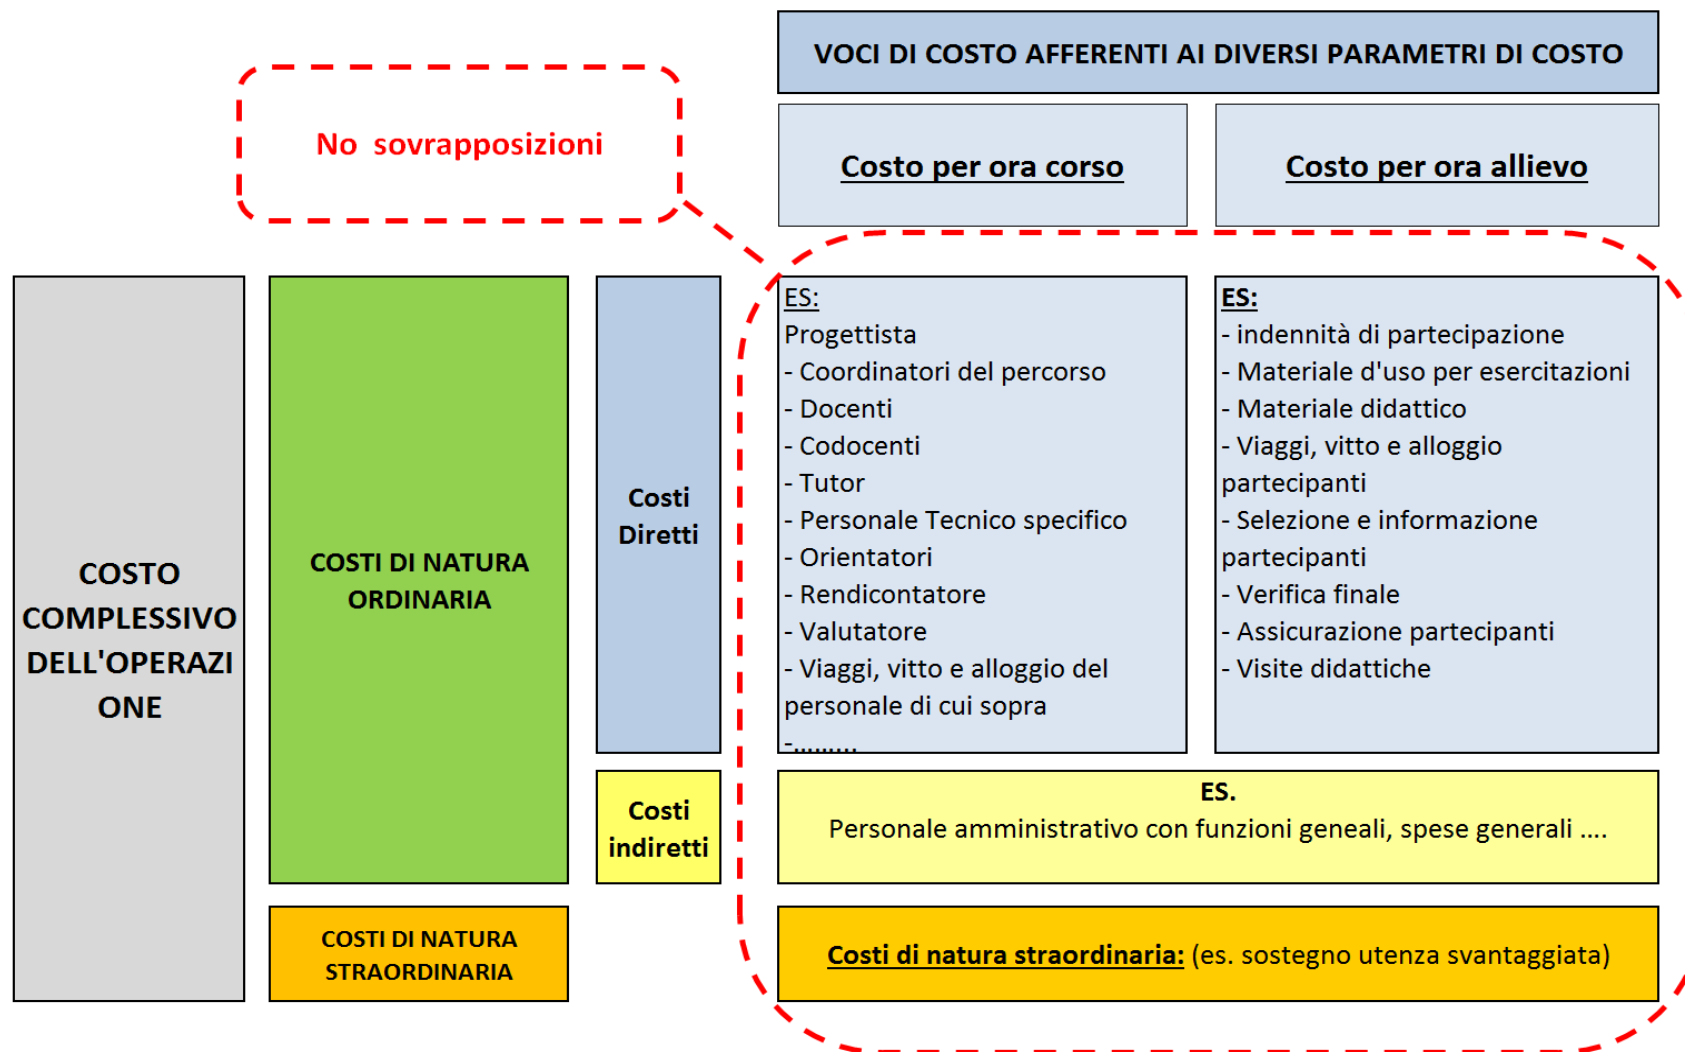 VOCI DI COSTO AFFERENTI AI DIVERSI PARAMETRI DI COSTO
No sovrapposizioni
Costo per ora corso
Costo per ora allievo
COSTO
COMPLESSIVO
DELL'OPERAZI
ONE
COSTI DI NATURA
ORDINARIA
Costi
Diretti
ES:
Progettista
- Coordinatori del percorso
- Docenti
- Codocenti
- Tutor
- Personale Tecnico specifico
- Orientatori
- Rendicontatore
- Valutatore
- Viaggi, vitto e alloggio del
personale di cui sopra
-.........
ES:
- indennità di partecipazione
- Materiale d'uso per esercitazioni
- Materiale didattico
- Viaggi, vitto e alloggio
partecipanti
- Selezione e informazione
partecipanti
- Verifica finale
- Assicurazione partecipanti
- Visite didattiche
Costi
indiretti
ES.
Personale amministrativo con funzioni geneali, spese generali ....
COSTI DI NATURA
STRAORDINARIA
Costi di natura straordinaria: (es. sostegno utenza svantaggiata)